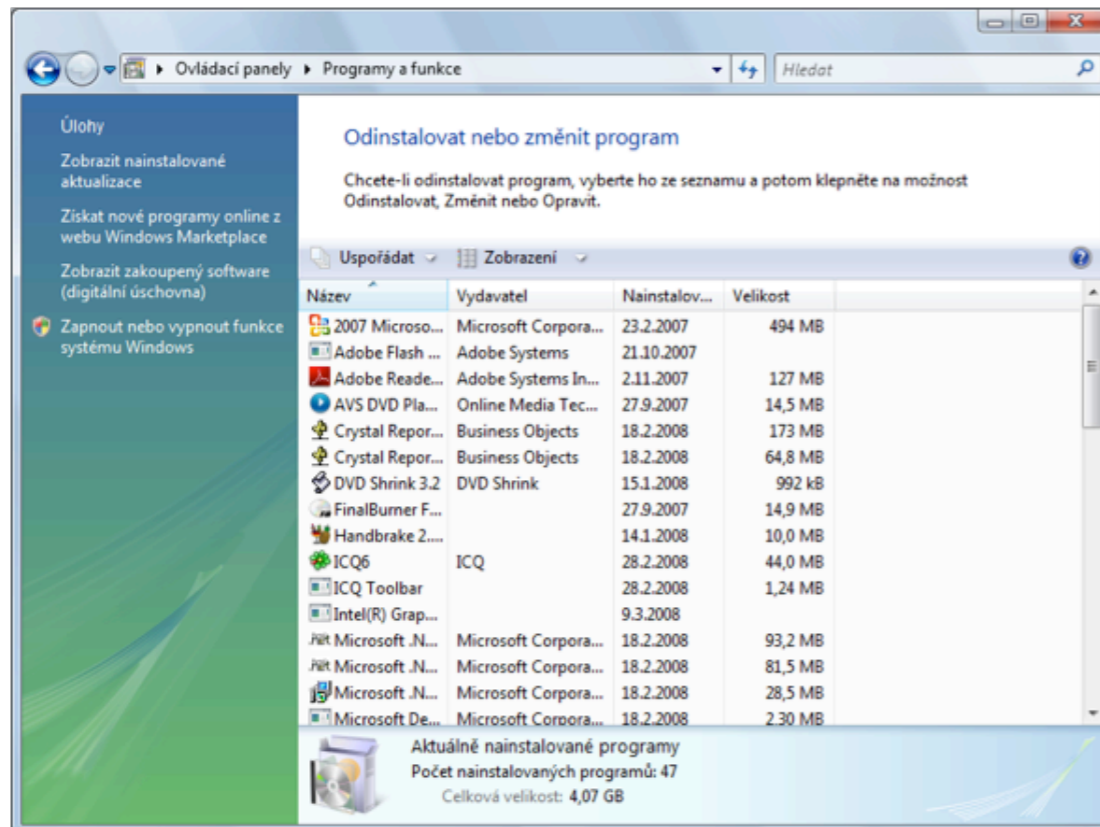 Ovládací panely Programy a funkce Hledat
Úlohy
Zobrazit nainstalované
aktualizace
Získat nové programy online z
webu Windows Marketplace
Zobrazit zakoupený software
(digitální úschovna)
Zapnout nebo vypnout funkce
systému Windows
Odinstalovat nebo změnit program
Chcete-li odinstalovat program, vyberte ho ze seznamu a potom klepněte na možnost
Odinstalovat, Změnit nebo Opravit.
Uspořádat Zobrazení
Název Vydavatel Nainstalov... Velikost
2007 Microso... Microsoft Corpora... 23.2.2007 494 MB
Adobe Flash ... Adobe Systems 21.10.2007
Adobe Reade... Adobe Systems In... 2.11.2007 127 MB
AVS DVD Pla... Online Media Tec... 27.9.2007 14,5 MB
Crystal Repor... Business Objects 18.2.2008 173 MB
Crystal Repor... Business Objects 18.2.2008 64,8 MB
DVD Shrink 3.2 DVD Shrink 15.1.2008 992 kB
FinalBurner F... 27.9.2007 14,9 MB
Handbrake 2.... 14.1.2008 10,0 MB
ICQ6 ICQ 28.2.2008 44,0 MB
ICQ Toolbar 28.2.2008 1,24 MB
Intel(R) Grap... 9.3.2008
Microsoft .N... Microsoft Corpora... 18.2.2008 93,2 MB
Microsoft .N... Microsoft Corpora... 18.2.2008 81,5 MB
Microsoft .N... Microsoft Corpora... 18.2.2008 28,5 MB
Microsoft De... Microsoft Corpora... 18.2.2008 2,30 MB
Aktuálně nainstalované programy
Počet nainstalovaných programů: 47
Celková velikost: 4,07 GB